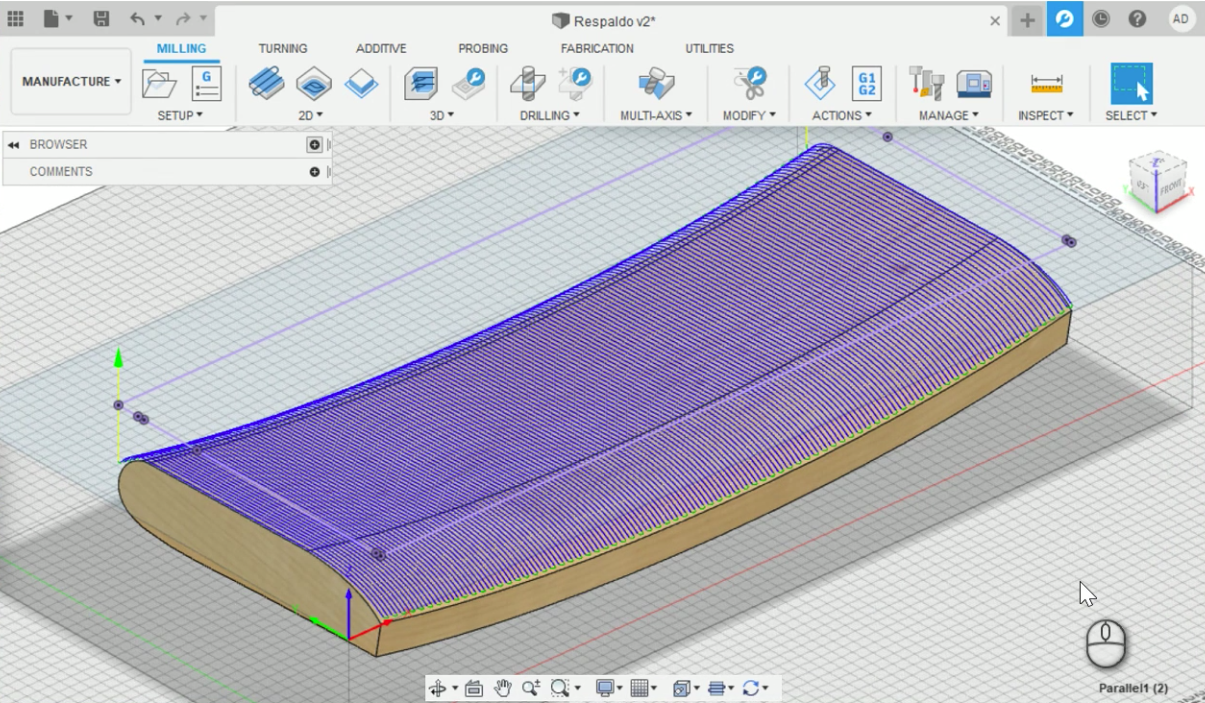 Respaldo v2*
AD
MILLING TURNING ADDITIVE PROBING FABRICATION UTILITIES
MANUFACTURE
G
G1
G2
SETUP 2D 3D DRILLING MULTI-AXIS MODIFY ACTIONS MANAGE INSPECT SELECT
BROWSER
COMMENTS
FRONT
X
Parallel1 (2)